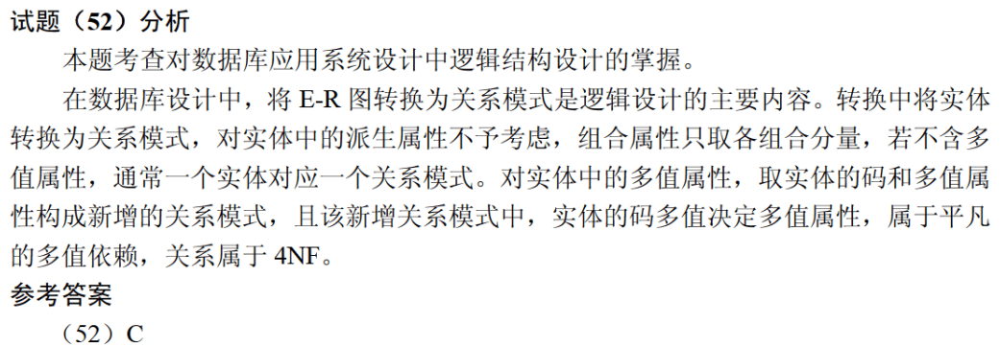 试题（52）分析
本题考查对数据库应用系统设计中逻辑结构设计的掌握。
在数据库设计中，将 E-R 图转换为关系模式是逻辑设计的主要内容。转换中将实体
转换为关系模式，对实体中的派生属性不予考虑，组合属性只取各组合分量，若不含多
值属性，通常一个实体对应一个关系模式。对实体中的多值属性，取实体的码和多值属
性构成新增的关系模式，且该新增关系模式中，实体的码多值决定多值属性，属于平凡
的多值依赖，关系属于 4NF。
参考答案
（52）C